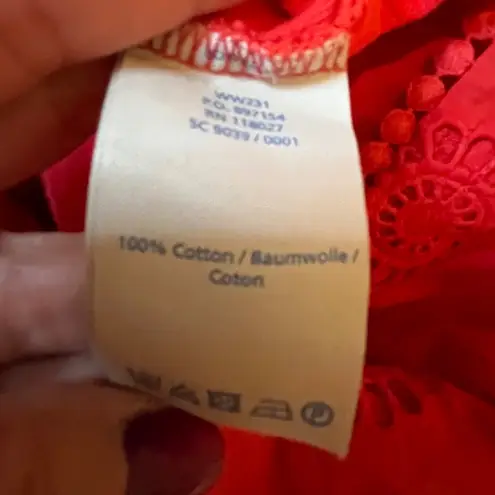 WW231
P.O. 897154
RN 118027
SC 9039 / 0001
100% Cotton / Baumwolle /
Coton